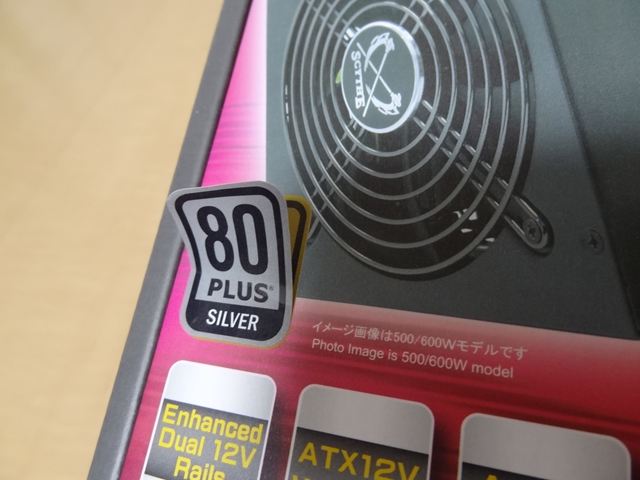 SCYTHE
80
PLUS®
SILVER
イメージ画像は500/600Wモデルです
Photo Image is 500/600W model
Enhanced
Dual 12V
Rails
ATX12V